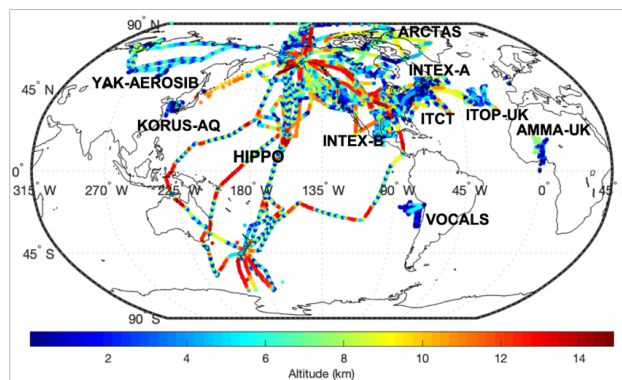 90° N
ARCTAS
YAK-AEROSIB
INTEX-A
45° N
KORUS-AQ
ITCT
ITOP-UK
INTEX-B
AMMA-UK
HIPPO
0°
315° W 270° W 225° W 180° W 135° W 90° W 45° W 0° 45°
VOCALS
45° S
90° S
2 4 6 8 10 12 14
Altitude (km)